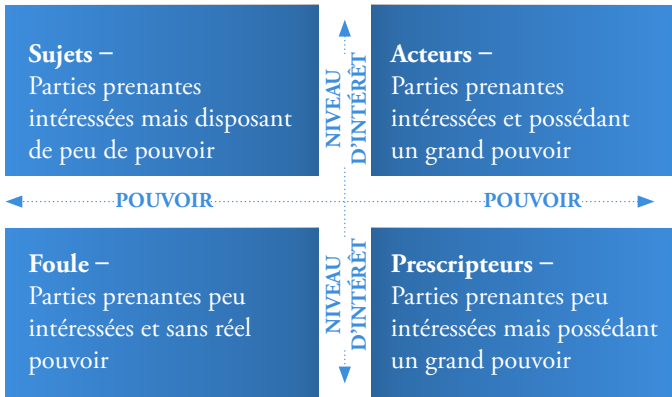 Sujets –
Parties prenantes
intéressées mais disposant
de peu de pouvoir
NIVEAU
D'INTÉRÊT
Acteurs –
Parties prenantes
intéressées et possédant
un grand pouvoir
POUVOIR
POUVOIR
Foule –
Parties prenantes peu
intéressées et sans réel
pouvoir
NIVEAU
D'INTÉRÊT
Prescripteurs –
Parties prenantes peu
intéressées mais possédant
un grand pouvoir